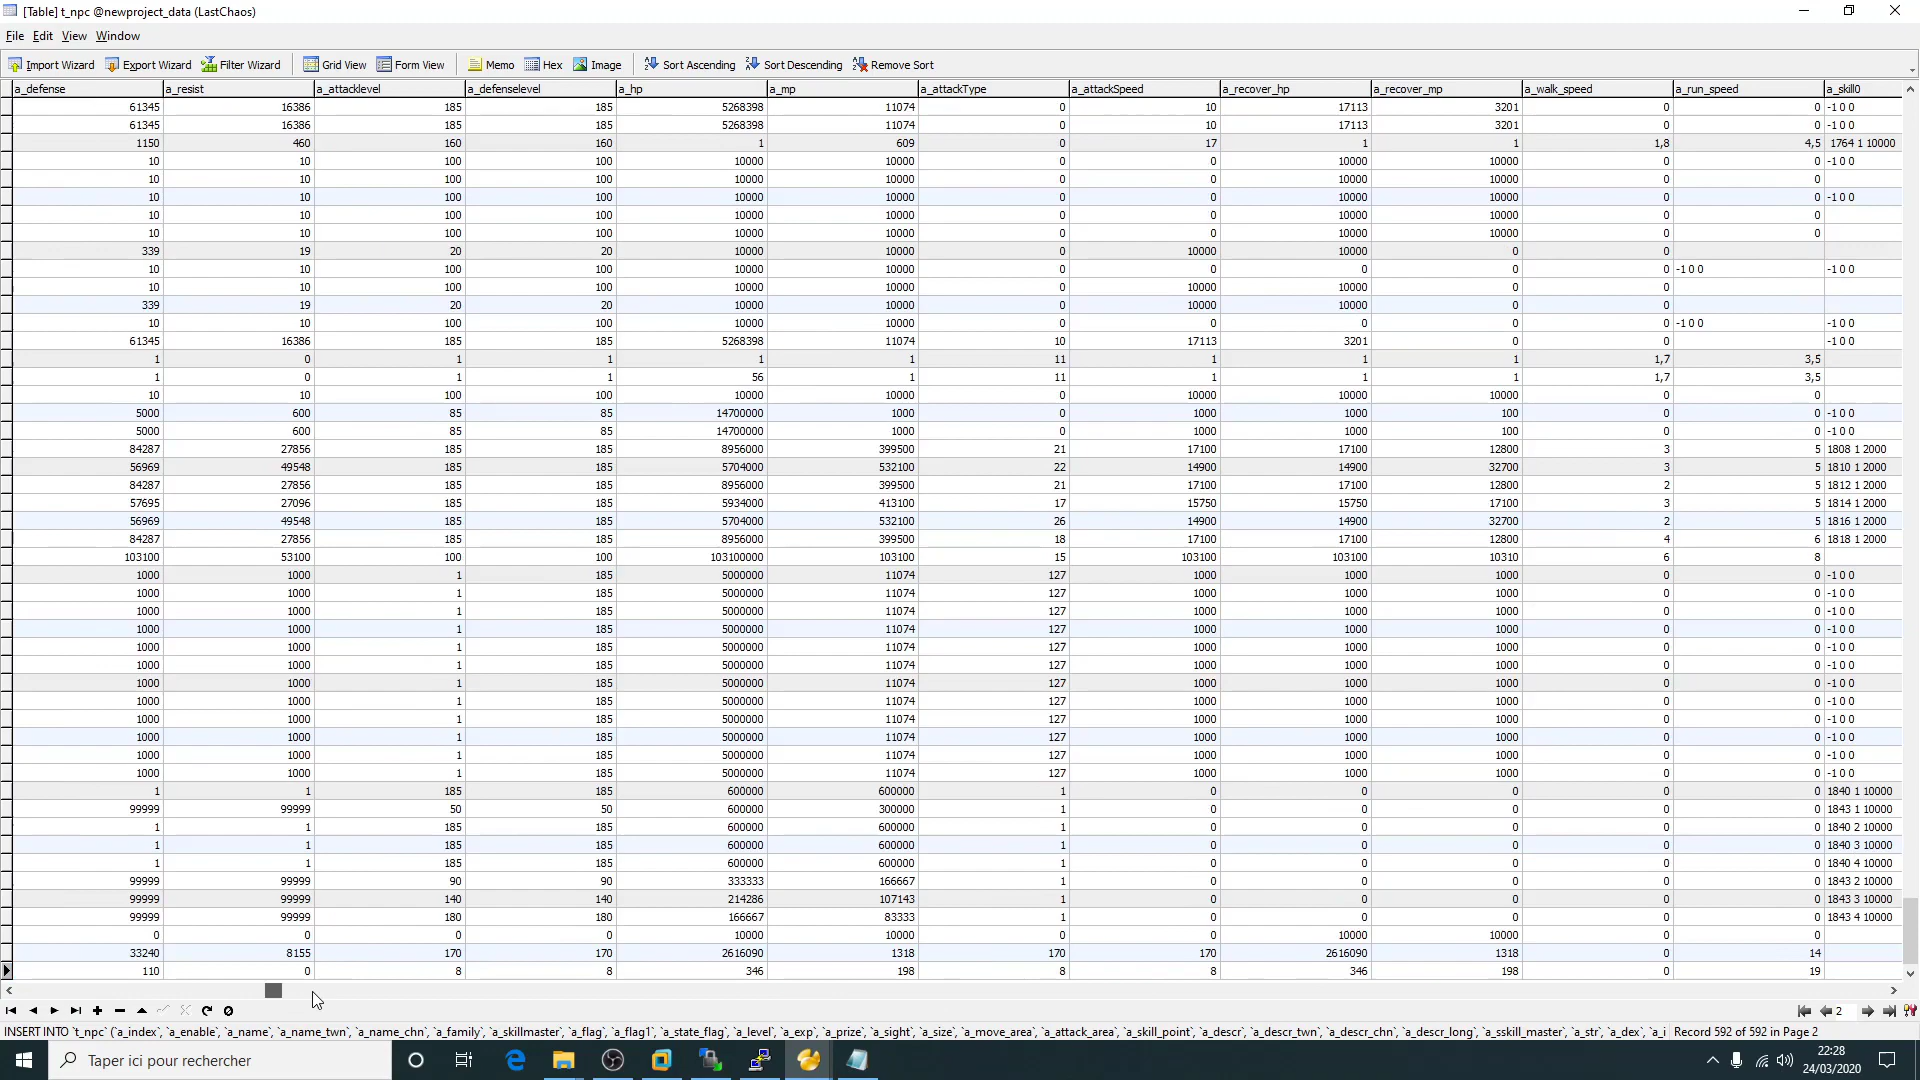 [Table] t_npc @newproject_data (LastChaos)
File Edit View Window
Import Wizard Export Wizard Filter Wizard Grid View Form View Memo Hex Image Sort Ascending Sort Descending Remove Sort
a_defense a_resist a_attacklevel a_defenselevel a_hp a_mp a_attackType a_attackSpeed a_recover_hp a_recover_mp a_walk_speed a_run_speed a_skill0
61345 16386 185 185 5268398 11074 0 10 17113 3201 0 0 -1 0 0
61345 16386 185 185 5268398 11074 0 10 17113 3201 0 0 -1 0 0
1150 460 160 160 1 609 0 17 1 1 1,8 4,5 1764 1 10000
10 10 100 100 10000 10000 0 0 10000 10000 0 0 -1 0 0
10 10 100 100 10000 10000 0 0 10000 10000 0 0
10 10 100 100 10000 10000 0 0 10000 10000 0 0 -1 0 0
10 10 100 100 10000 10000 0 0 10000 10000 0 0
10 10 100 100 10000 10000 0 0 10000 10000 0 0
339 19 20 20 10000 10000 0 10000 10000 0 0
10 10 100 100 10000 10000 0 0 0 0 0 -1 0 0 -1 0 0
10 10 100 100 10000 10000 0 10000 10000 0 0
339 19 20 20 10000 10000 0 10000 10000 0 0
10 10 100 100 10000 10000 0 0 0 0 0 -1 0 0 -1 0 0
61345 16386 185 185 5268398 11074 10 17113 3201 0 0 -1 0 0
1 0 1 1 1 1 11 1 1 1 1,7 3,5
1 0 1 1 56 1 11 1 1 1 1,7 3,5
10 10 100 100 10000 10000 0 10000 10000 10000 0 0
5000 600 85 85 14700000 1000 0 1000 1000 100 0 0 -1 0 0
5000 600 85 85 14700000 1000 0 1000 1000 100 0 0 -1 0 0
84287 27856 185 185 8956000 399500 21 17100 17100 12800 3 5 1808 1 2000
56969 49548 185 185 5704000 532100 22 14900 14900 32700 3 5 1810 1 2000
84287 27856 185 185 8956000 399500 21 17100 17100 12800 2 5 1812 1 2000
57695 27096 185 185 5934000 413100 17 15750 15750 17100 3 5 1814 1 2000
56969 49548 185 185 5704000 532100 26 14900 14900 32700 2 5 1816 1 2000
84287 27856 185 185 8956000 399500 18 17100 17100 12800 4 6 1818 1 2000
103100 53100 100 100 103100000 103100 15 103100 103100 10310 6 8
1000 1000 1 185 5000000 11074 127 1000 1000 1000 0 0 -1 0 0
1000 1000 1 185 5000000 11074 127 1000 1000 1000 0 0 -1 0 0
1000 1000 1 185 5000000 11074 127 1000 1000 1000 0 0 -1 0 0
1000 1000 1 185 5000000 11074 127 1000 1000 1000 0 0 -1 0 0
1000 1000 1 185 5000000 11074 127 1000 1000 1000 0 0 -1 0 0
1000 1000 1 185 5000000 11074 127 1000 1000 1000 0 0 -1 0 0
1000 1000 1 185 5000000 11074 127 1000 1000 1000 0 0 -1 0 0
1000 1000 1 185 5000000 11074 127 1000 1000 1000 0 0 -1 0 0
1000 1000 1 185 5000000 11074 127 1000 1000 1000 0 0 -1 0 0
1000 1000 1 185 5000000 11074 127 1000 1000 1000 0 0 -1 0 0
1000 1000 1 185 5000000 11074 127 1000 1000 1000 0 0 -1 0 0
1000 1000 1 185 5000000 11074 127 1000 1000 1000 0 0 -1 0 0
1 1 185 185 600000 600000 1 0 0 0 0 0 1840 1 10000
99999 99999 50 50 600000 300000 1 0 0 0 0 0 1843 1 10000
1 1 185 185 600000 600000 1 0 0 0 0 0 1840 2 10000
1 1 185 185 600000 600000 1 0 0 0 0 0 1840 3 10000
1 1 185 185 600000 600000 1 0 0 0 0 0 1840 4 10000
99999 99999 90 90 333333 166667 1 0 0 0 0 0 1843 2 10000
99999 99999 140 140 214286 107143 1 0 0 0 0 0 1843 3 10000
99999 99999 180 180 166667 83333 1 0 0 0 0 0 1843 4 10000
0 0 0 0 10000 10000 0 0 10000 10000 0 0
33240 8155 170 170 2616090 1318 170 170 2616090 1318 0 14
110 0 8 8 346 198 8 8 346 198 0 19
2
INSERT INTO `t_npc` (`a_index`, `a_enable`, `a_name`, `a_name_twn`, `a_name_chn`, `a_family`, `a_skillmaster`, `a_flag`, `a_flag1`, `a_state_flag`, `a_level`, `a_exp`, `a_prize`, `a_sight`, `a_size`, `a_move_area`, `a_attack_area`, `a_skill_point`, `a_descr`, `a_descr_twn`, `a_descr_chn`, `a_descr_long`, `a_sskill_master`, `a_str`, `a_dex`, `a_i Record 592 of 592 in Page 2
Taper ici pour rechercher
22:28
24/03/2020